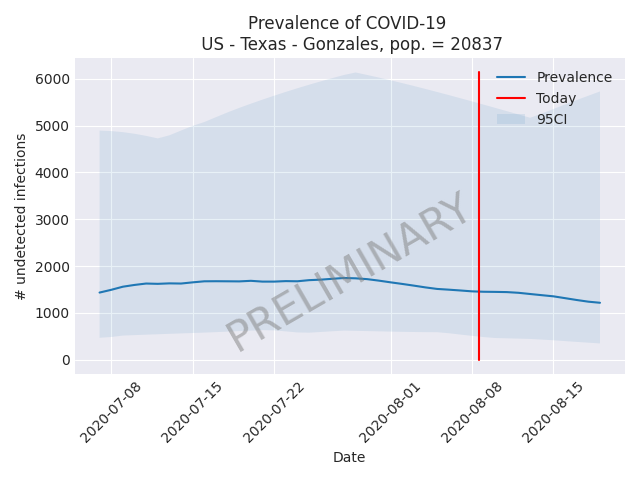 Prevalence of COVID-19
US - Texas - Gonzales, pop. = 20837
Prevalence
Today
95CI
6000
5000
4000
3000
2000
1000
0
# undetected infections
PRELIMINARY
2020-07-08
2020-07-15
2020-07-22
2020-08-01
2020-08-08
2020-08-15
Date